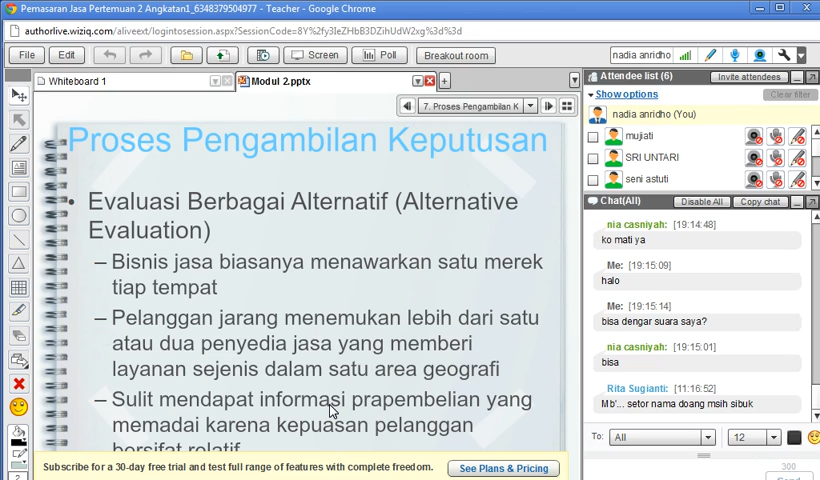 Pemasaran Jasa Pertemuan 2 Angkatan1_6348379504977 - Teacher - Google Chrome
authorlive.wiziq.com/aliveext/logintosession.aspx?SessionCode=8Y%2fy3IeZHbB3DZihUdW2xg%3d%3d
File Edit Screen Poll Breakout room nadia anridho
Whiteboard 1 Modul 2.pptx
7. Proses Pengambilan K
Proses Pengambilan Keputusan
• Evaluasi Berbagai Alternatif (Alternative
Evaluation)
– Bisnis jasa biasanya menawarkan satu merek
tiap tempat
– Pelanggan jarang menemukan lebih dari satu
atau dua penyedia jasa yang memberi
layanan sejenis dalam satu area geografi
– Sulit mendapat informasi prapembelian yang
memadai karena kepuasan pelanggan
bersifat relatif
Subscribe for a 30-day free trial and test full range of features with complete freedom. See Plans & Pricing
Attendee list (6) Invite attendees
Show options Clear filter
nadia anridho (You)
mujiati
SRI UNTARI
seni astuti
Chat(All) Disable All Copy chat
nia casniyah: [19:14:48]
ko mati ya
Me: [19:15:09]
halo
Me: [19:15:14]
bisa dengar suara saya?
nia casniyah: [19:15:01]
bisa
Rita Sugianti: [11:16:52]
Mb'... setor nama doang msih sibuk
To: All 12
300
Send
2